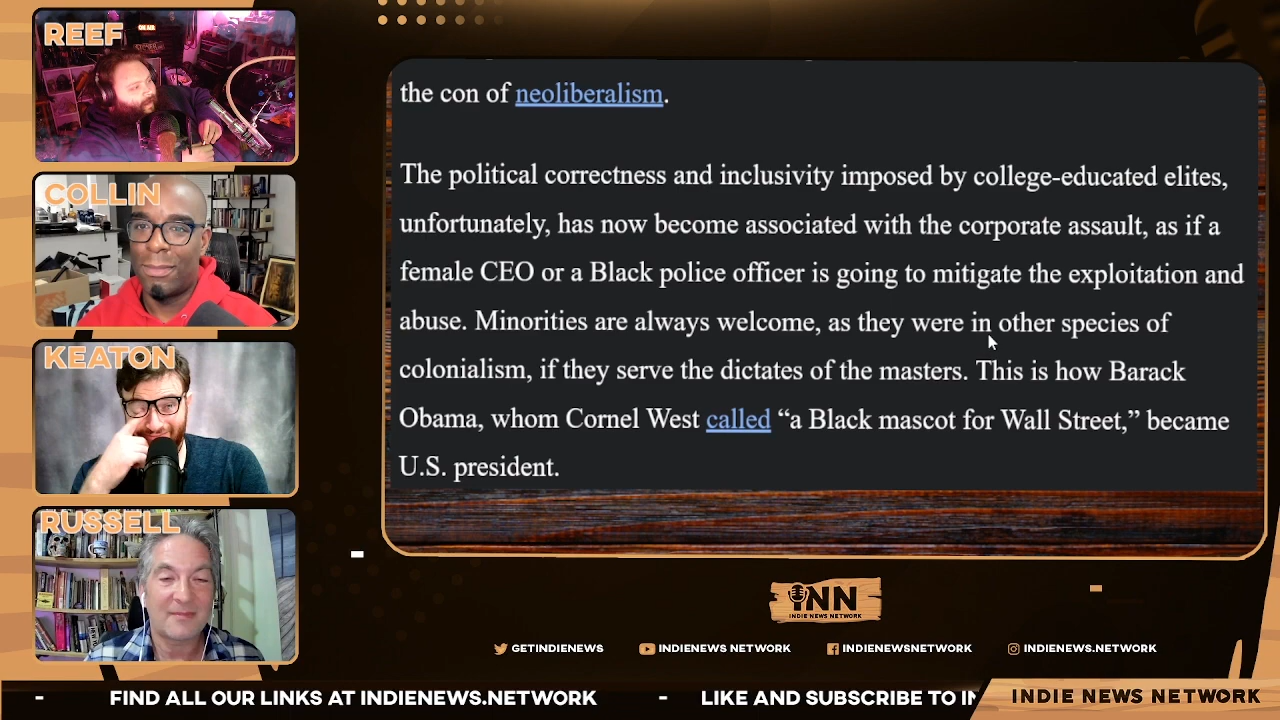 REEF
ON AIR
COLLIN
KEATON
RUSSELL
the con of neoliberalism.
The political correctness and inclusivity imposed by college-educated elites,
unfortunately, has now become associated with the corporate assault, as if a
female CEO or a Black police officer is going to mitigate the exploitation and
abuse. Minorities are always welcome, as they were in other species of
colonialism, if they serve the dictates of the masters. This is how Barack
Obama, whom Cornel West called “a Black mascot for Wall Street,” became
U.S. president.
INN
INDIE NEWS NETWORK
GETINDIENEWS
INDIENEWS NETWORK
INDIENEWSNETWORK
INDIENEWS.NETWORK
- FIND ALL OUR LINKS AT INDIENEWS.NETWORK - LIKE AND SUBSCRIBE TO IN
INDIE NEWS NETWORK